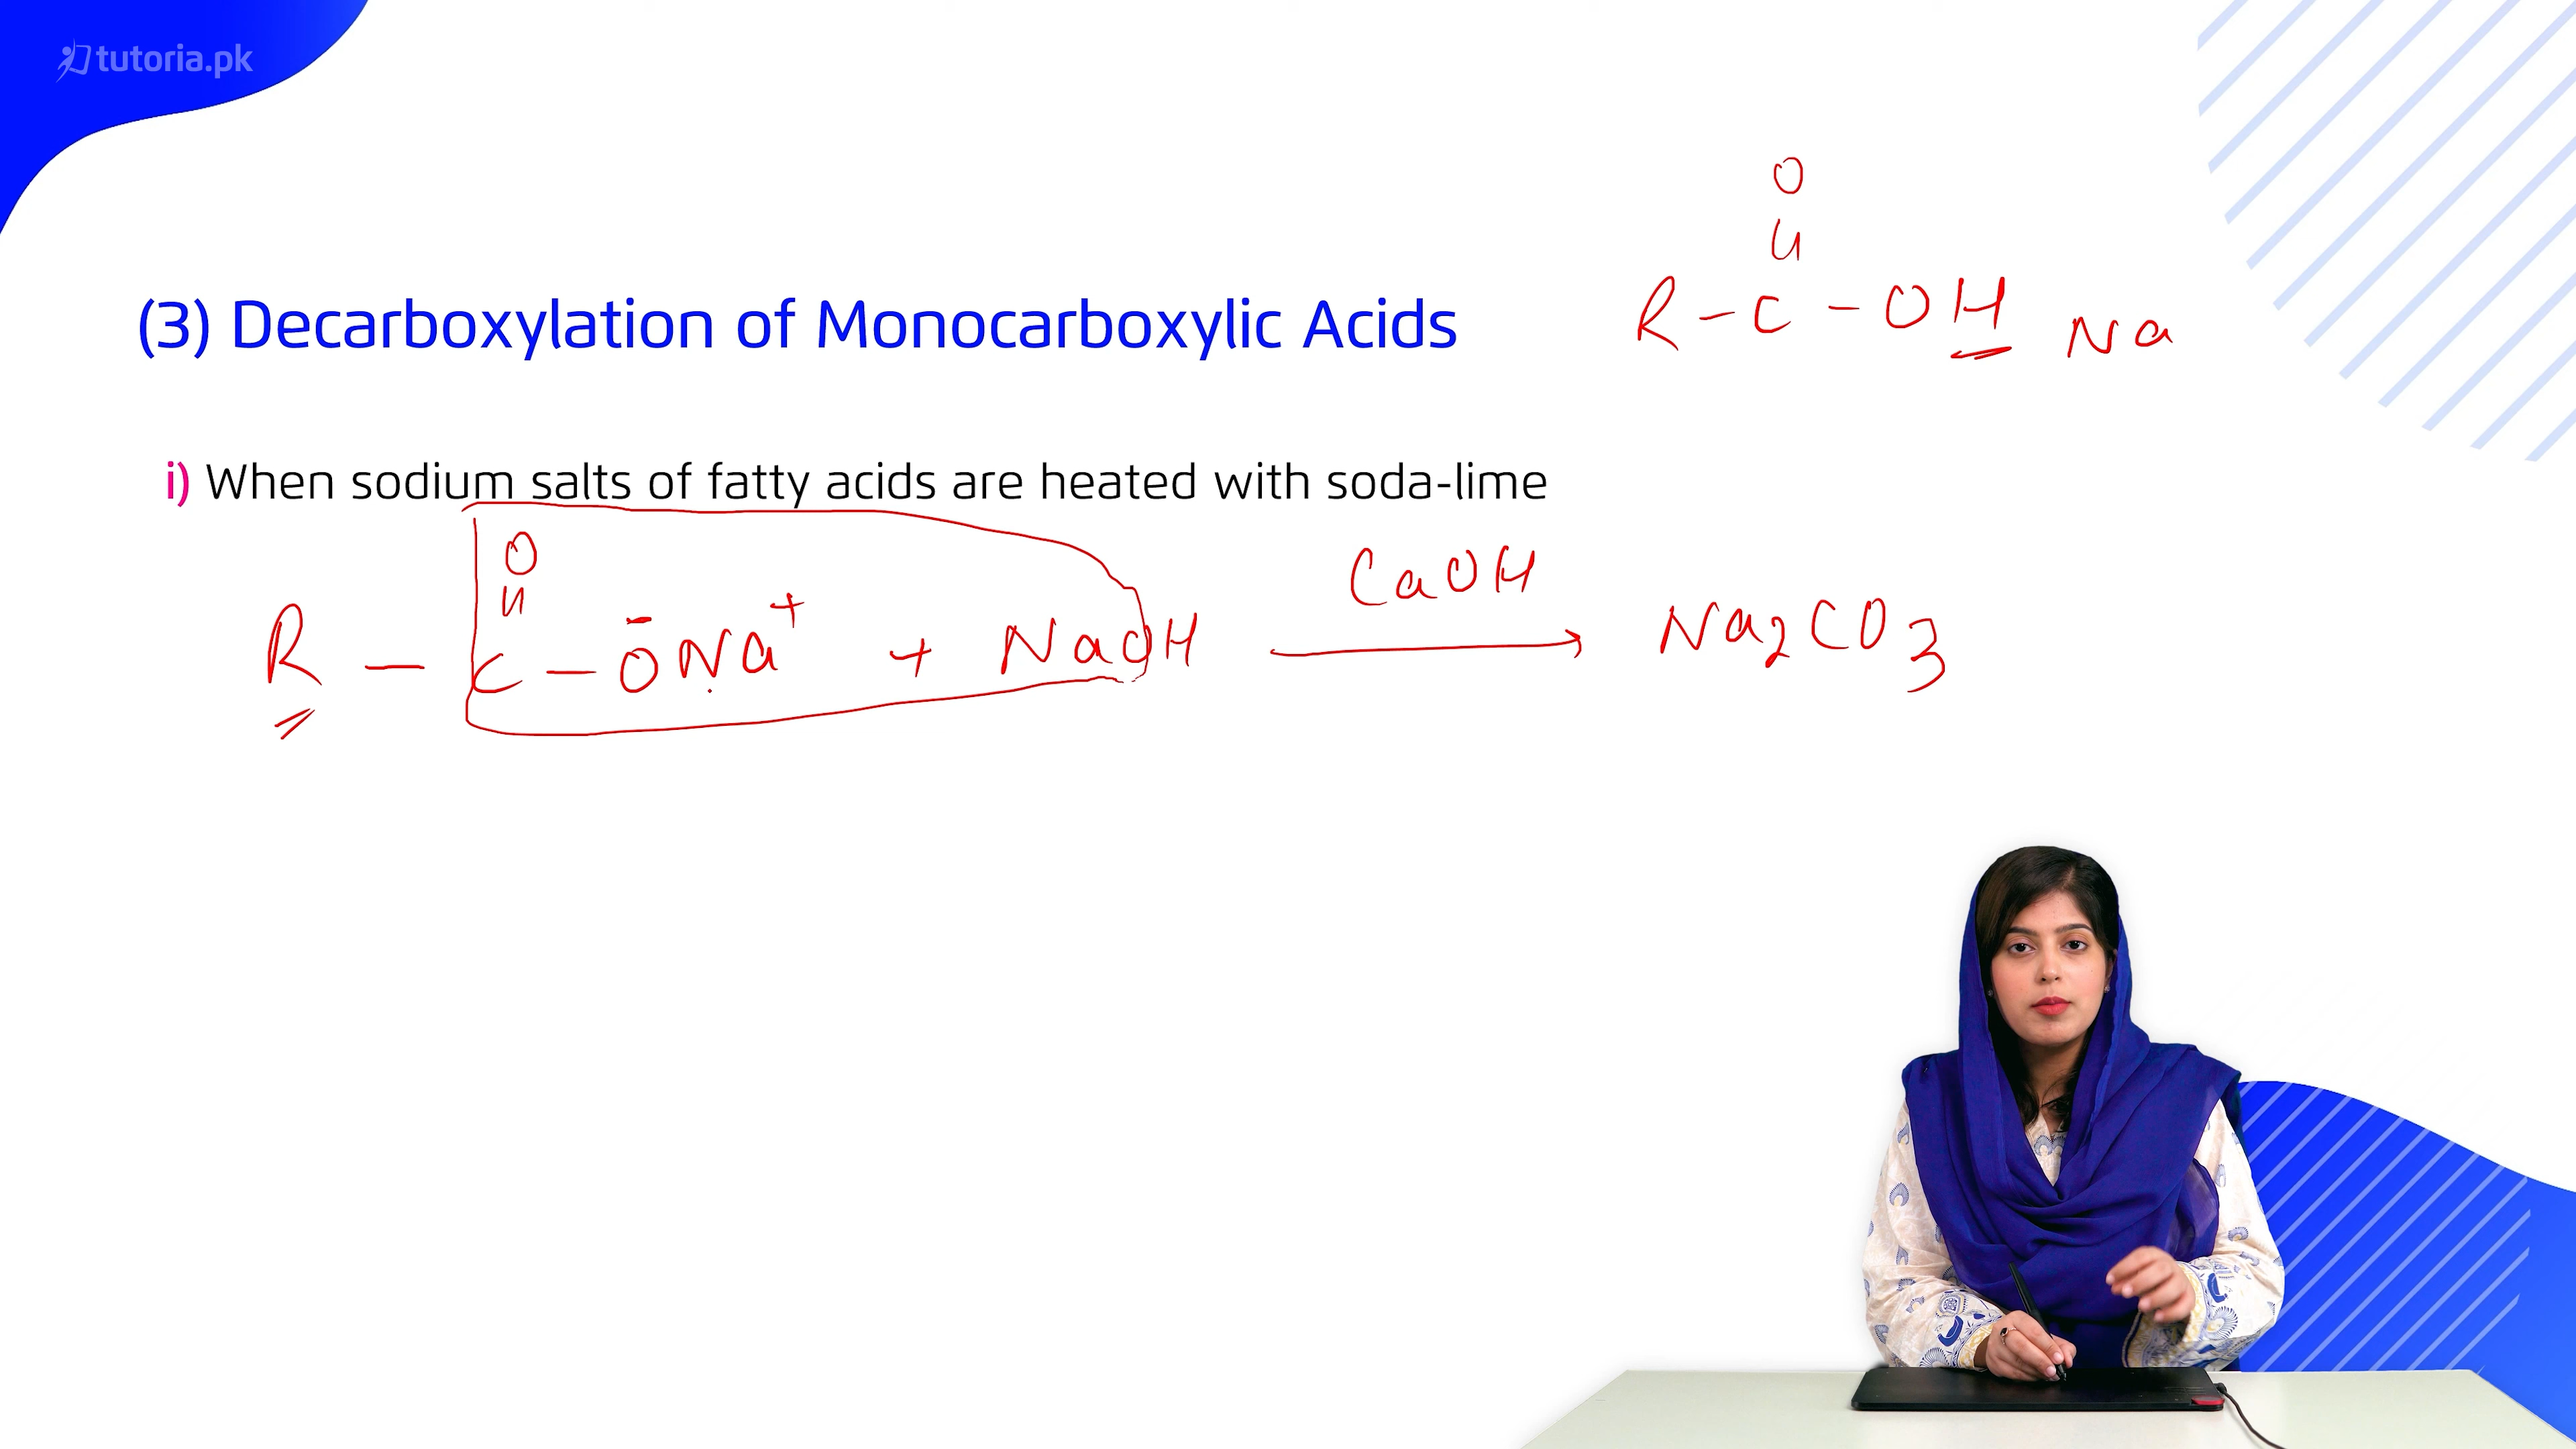 tutoria.pk
O
||
R - C - OH Na
(3) Decarboxylation of Monocarboxylic Acids
i) When sodium salts of fatty acids are heated with soda-lime
O
||
R - C - ŌNa⁺ + NaOH ⟶ Na₂CO₃
CaOH